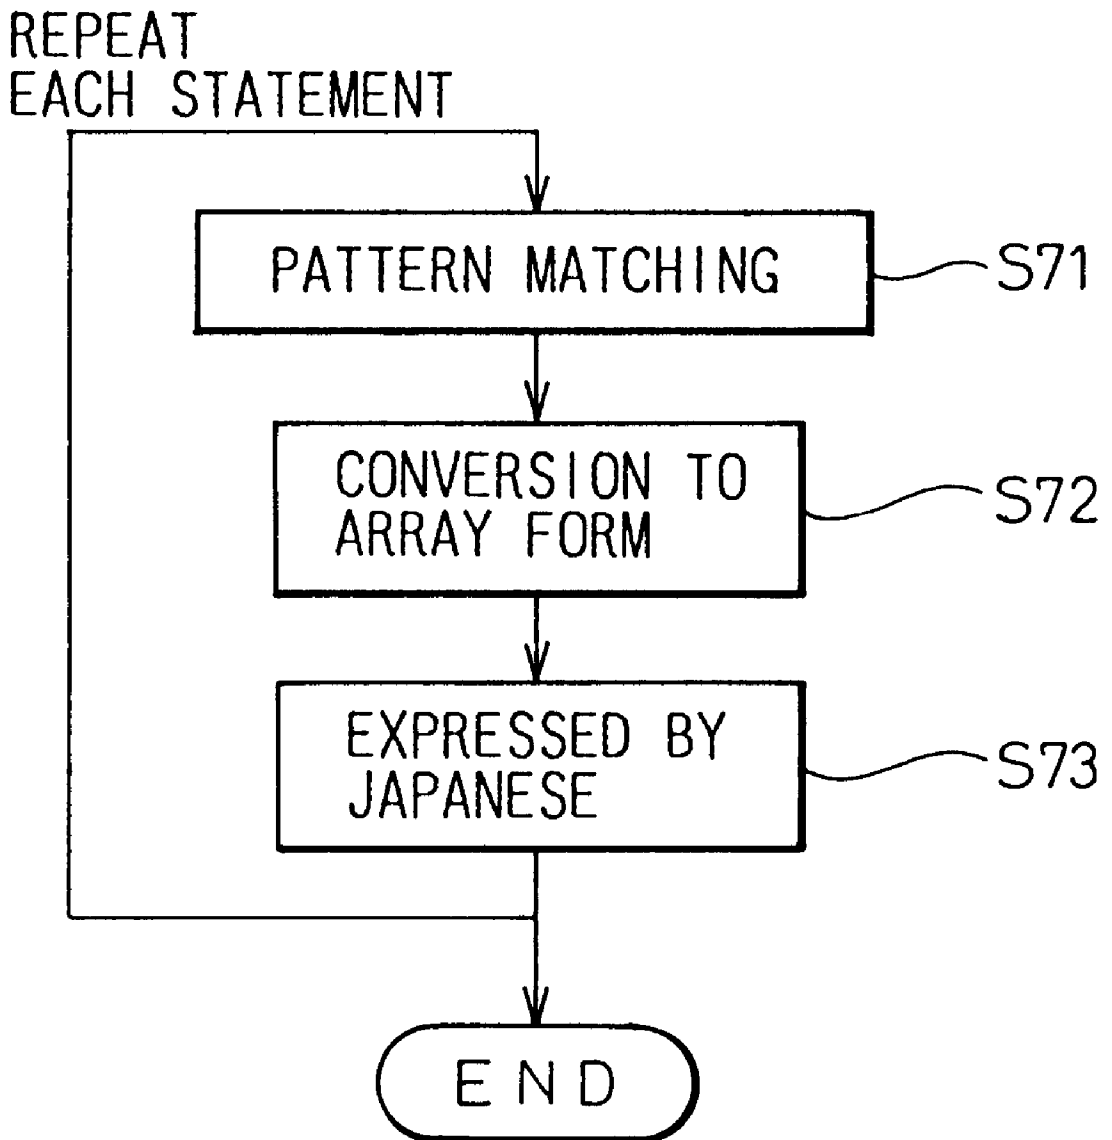 REPEAT
EACH STATEMENT
PATTERN MATCHING
S71
CONVERSION TO
ARRAY FORM
S72
EXPRESSED BY
JAPANESE
S73
END